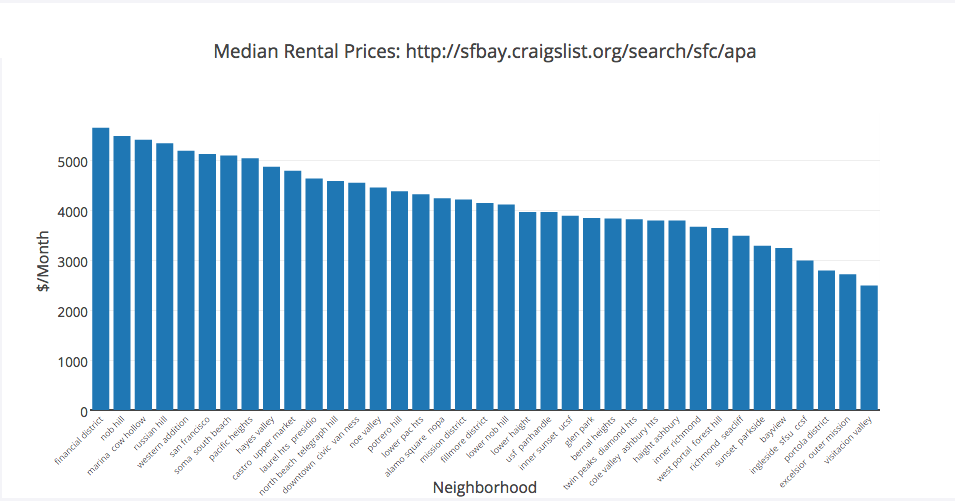 Median Rental Prices: http://sfbay.craigslist.org/search/sfc/apa
$/Month
5000
4000
3000
2000
1000
0
financial district
nob hill
marina cow hollow
russian hill
western addition
san francisco
soma south beach
pacific heights
hayes valley
castro upper market
laurel hts presidio
north beach telegraph hill
downtown civic van ness
noe valley
potrero hill
lower pac hts
alamo square nopa
mission district
fillmore district
lower nob hill
lower haight
usf panhandle
inner sunset ucsf
glen park
bernal heights
twin peaks diamond hts
cole valley ashbury hts
haight ashbury
inner richmond
west portal forest hill
richmond seacliff
sunset parkside
bayview
ingleside sfsu ccsf
portola district
excelsior outer mission
visitacion valley
Neighborhood